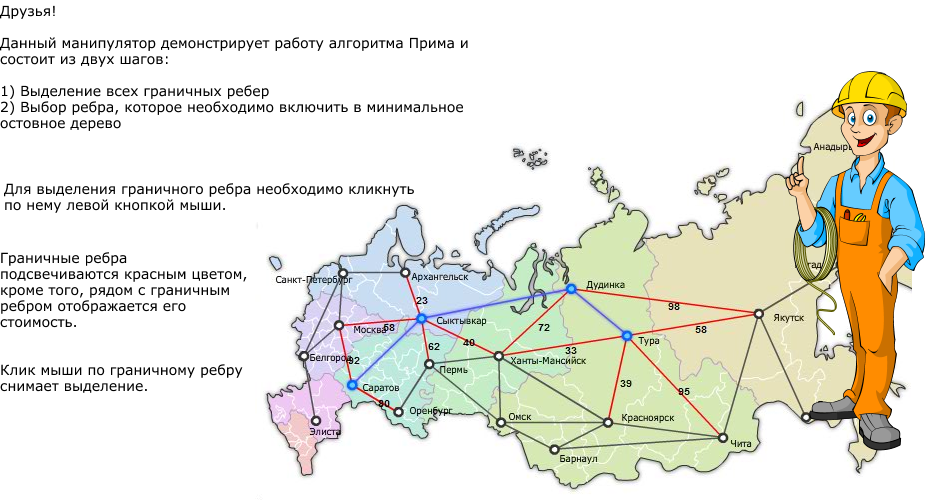 Друзья!
Данный манипулятор демонстрирует работу алгоритма Прима и
состоит из двух шагов:
1) Выделение всех граничных ребер
2) Выбор ребра, которое необходимо включить в минимальное
остовное дерево
Для выделения граничного ребра необходимо кликнуть
по нему левой кнопкой мыши.
Граничные ребра
подсвечиваются красным цветом,
кроме того, рядом с граничным
ребром отображается его
стоимость.
Клик мыши по граничному ребру
снимает выделение.
Анадырь
Санкт-Петербург
Архангельск
Дудинка
23
98
Москва
68
Сыктывкар
72
58
Якутск
62
40
33
Тура
Белгород
92
Пермь
Ханты-Мансийск
Саратов
39
95
80
Оренбург
Омск
Красноярск
Элиста
Чита
Барнаул